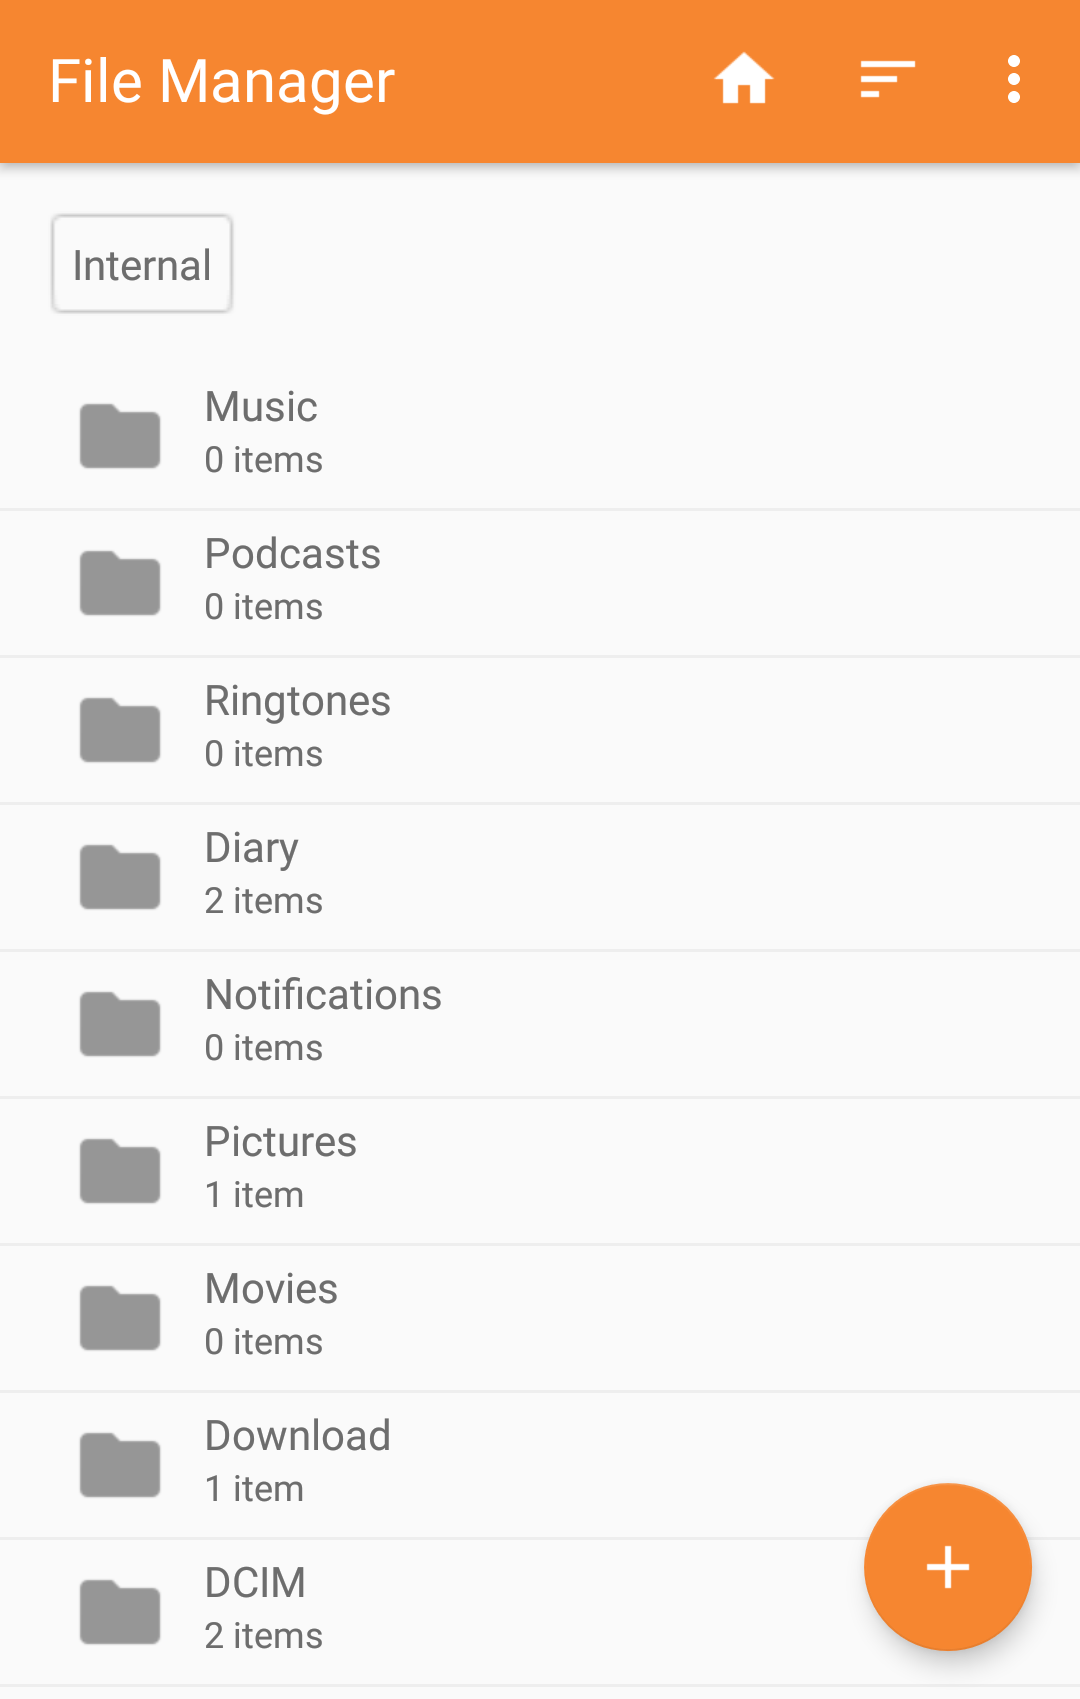 File Manager
Internal
Music
0 items
Podcasts
0 items
Ringtones
0 items
Diary
2 items
Notifications
0 items
Pictures
1 item
Movies
0 items
Download
1 item
DCIM
2 items